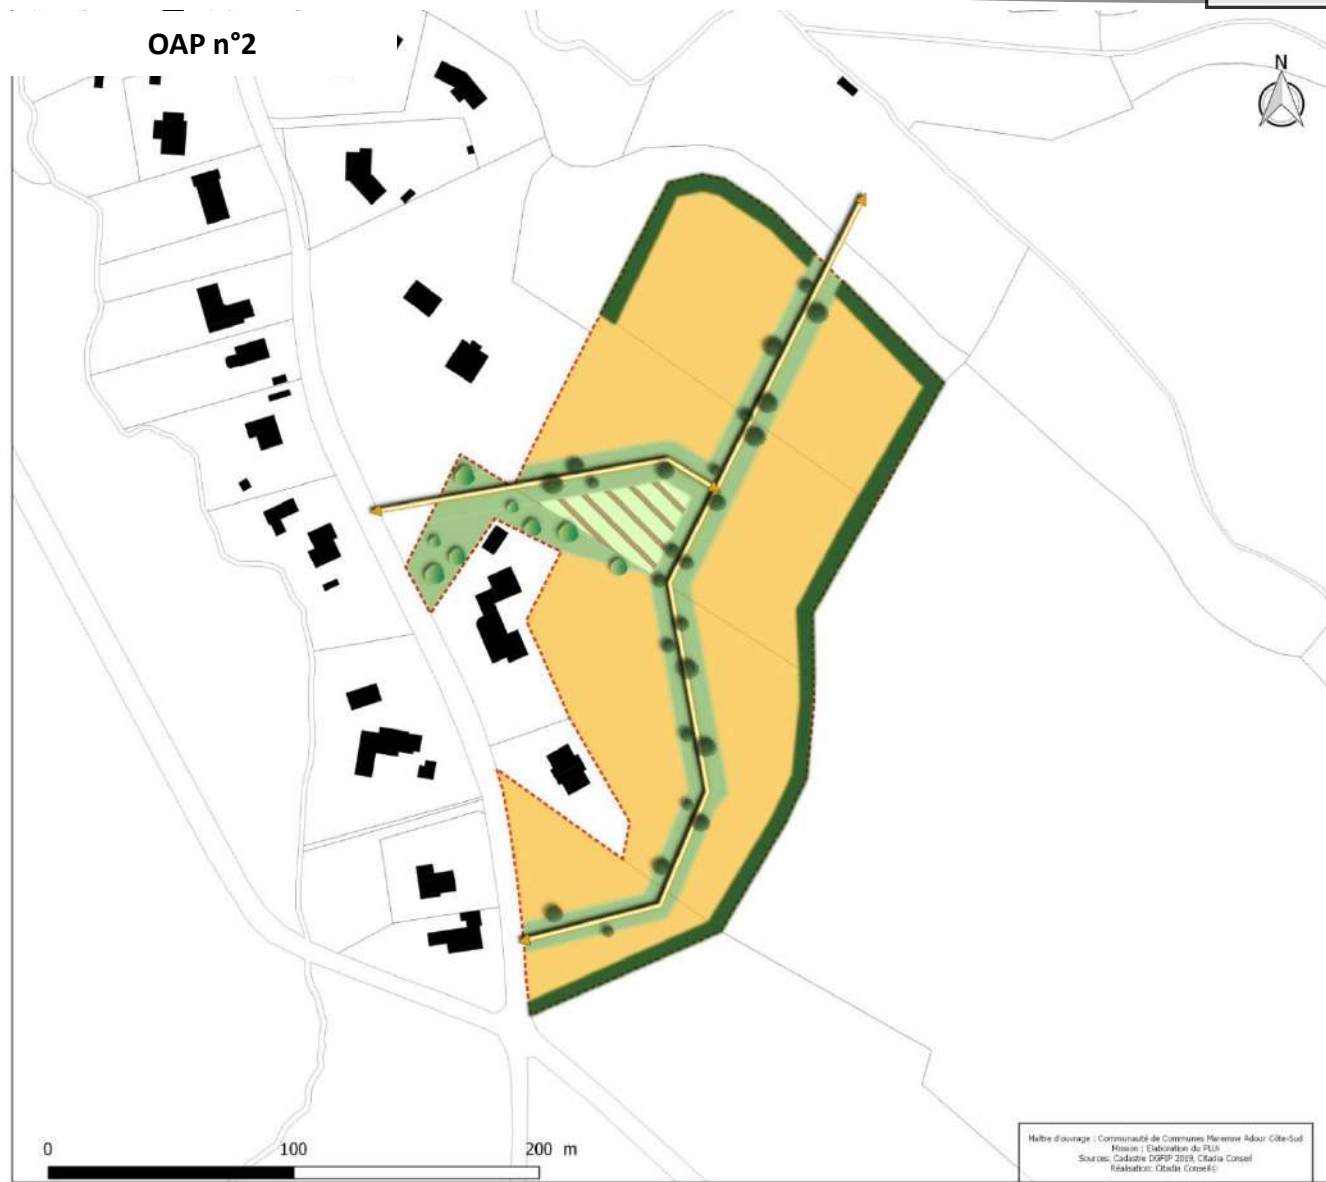 OAP n°2
N
0 100 200 m
Maître d'ouvrage : Communauté de Communes Maremne Adour Côte-Sud
Mission : Elaboration du PLUi
Sources: Cadastre DGFIP 2019, Citadia Conseil
Réalisation: Citadia Conseil©